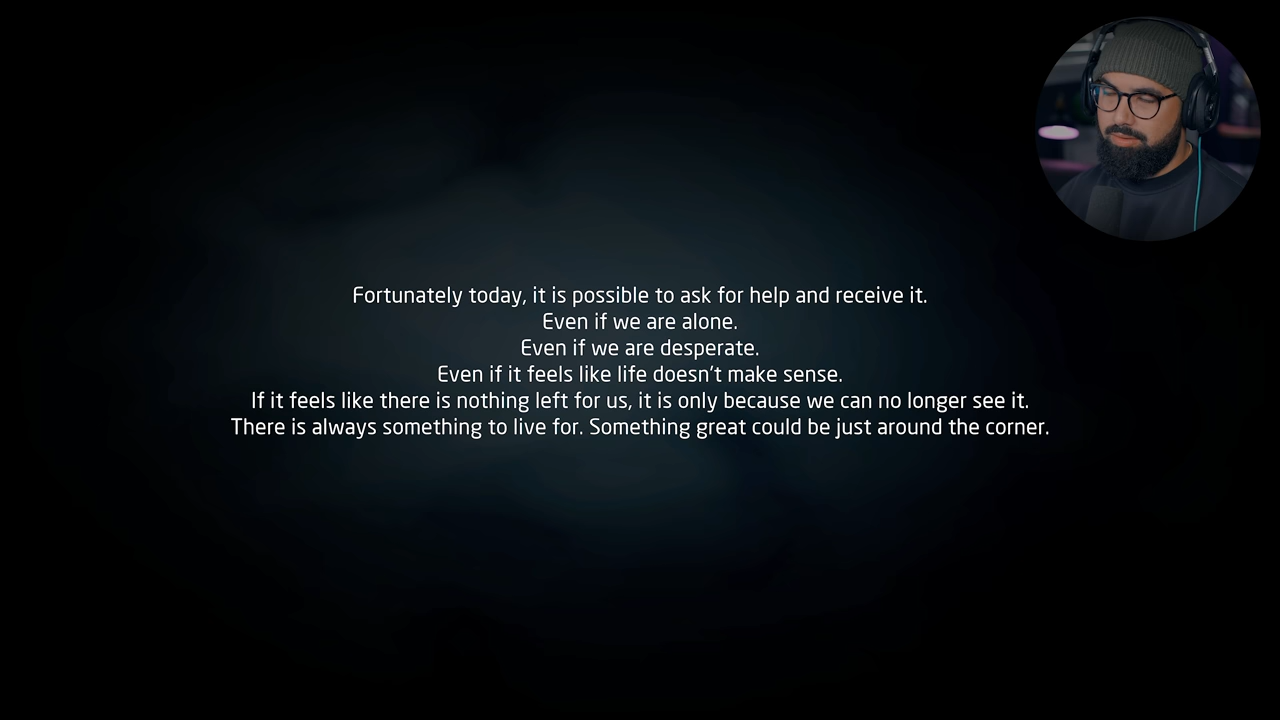 Fortunately today, it is possible to ask for help and receive it.
Even if we are alone.
Even if we are desperate.
Even if it feels like life doesn't make sense.
If it feels like there is nothing left for us, it is only because we can no longer see it.
There is always something to live for. Something great could be just around the corner.